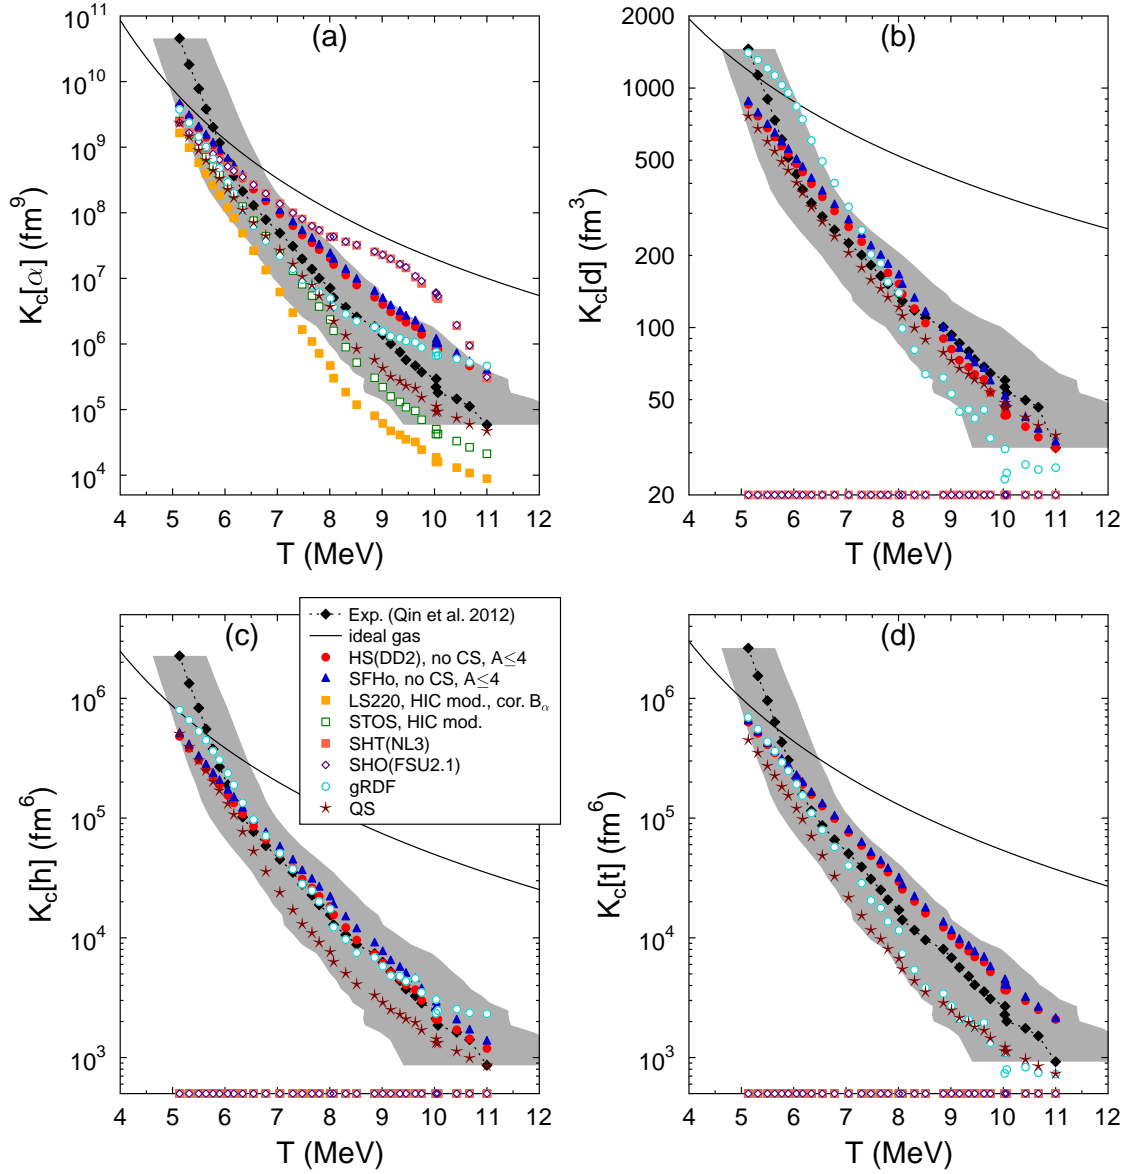 (a)
K_c[α] (fm^9)
10^11
10^10
10^9
10^8
10^7
10^6
10^5
10^4
4 5 6 7 8 9 10 11 12
T (MeV)
(b)
K_c[d] (fm^3)
2000
1000
500
200
100
50
20
4 5 6 7 8 9 10 11 12
T (MeV)
(c)
K_c[h] (fm^6)
10^6
10^5
10^4
10^3
4 5 6 7 8 9 10 11 12
T (MeV)
Exp. (Qin et al. 2012)
ideal gas
HS(DD2), no CS, A≤4
SFHo, no CS, A≤4
LS220, HIC mod., cor. B_α
STOS, HIC mod.
SHT(NL3)
SHO(FSU2.1)
gRDF
QS
(d)
K_c[t] (fm^6)
10^6
10^5
10^4
10^3
4 5 6 7 8 9 10 11 12
T (MeV)